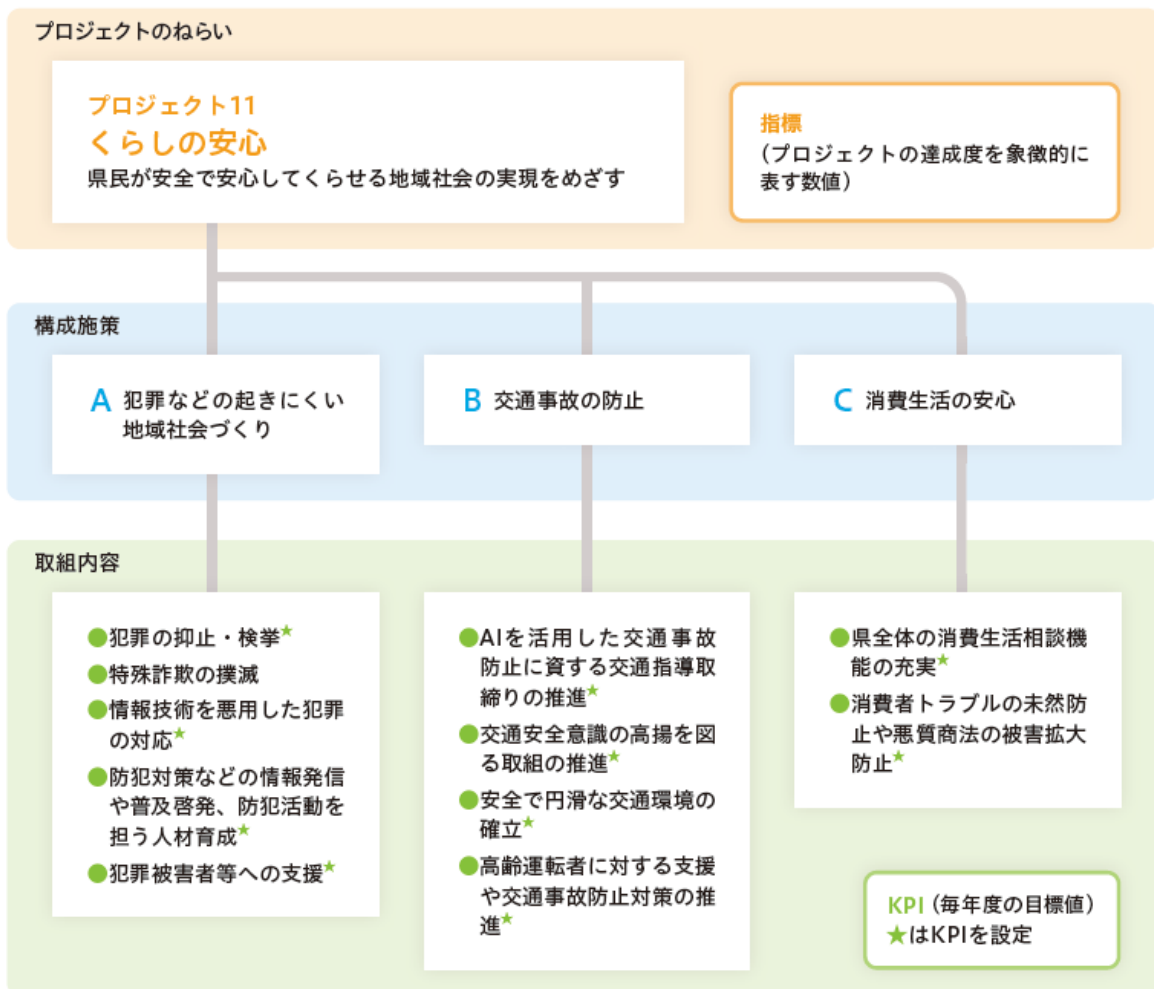 プロジェクトのねらい
プロジェクト11
くらしの安心
県民が安全で安心してくらせる地域社会の実現をめざす
指標
(プロジェクトの達成度を象徴的に
表す数値)
構成施策
A 犯罪などの起きにくい
地域社会づくり
B 交通事故の防止
C 消費生活の安心
取組内容
●犯罪の抑止・検挙★
●特殊詐欺の撲滅
●情報技術を悪用した犯罪
の対応★
●防犯対策などの情報発信
や普及啓発、防犯活動を
担う人材育成★
●犯罪被害者等への支援★
●AIを活用した交通事故
防止に資する交通指導取
締りの推進★
●交通安全意識の高揚を図
る取組の推進★
●安全で円滑な交通環境の
確立★
●高齢運転者に対する支援
や交通事故防止対策の推
進★
●県全体の消費生活相談機
能の充実★
●消費者トラブルの未然防
止や悪質商法の被害拡大
防止★
KPI(毎年度の目標値)
★はKPIを設定